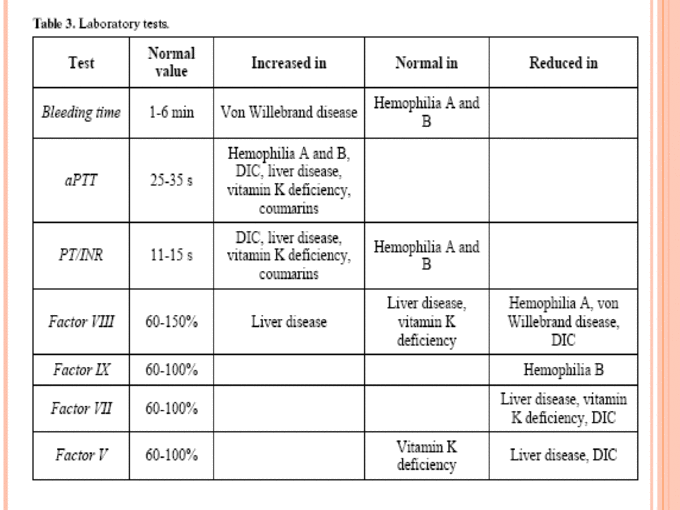 Table 3. Laboratory tests.
Test
Normal
value
Increased in
Normal in
Reduced in
Bleeding time
1-6 min
Von Willebrand disease
Hemophilia A and
B
aPTT
25-35 s
Hemophilia A and B,
DIC, liver disease,
vitamin K deficiency,
coumarins
PT/INR
11-15 s
DIC, liver disease,
vitamin K deficiency,
coumarins
Hemophilia A and
B
Factor VIII
60-150%
Liver disease
Liver disease,
vitamin K
deficiency
Hemophilia A, von
Willebrand disease,
DIC
Factor IX
60-100%
Hemophilia B
Factor VII
60-100%
Liver disease, vitamin
K deficiency, DIC
Factor V
60-100%
Vitamin K
deficiency
Liver disease, DIC